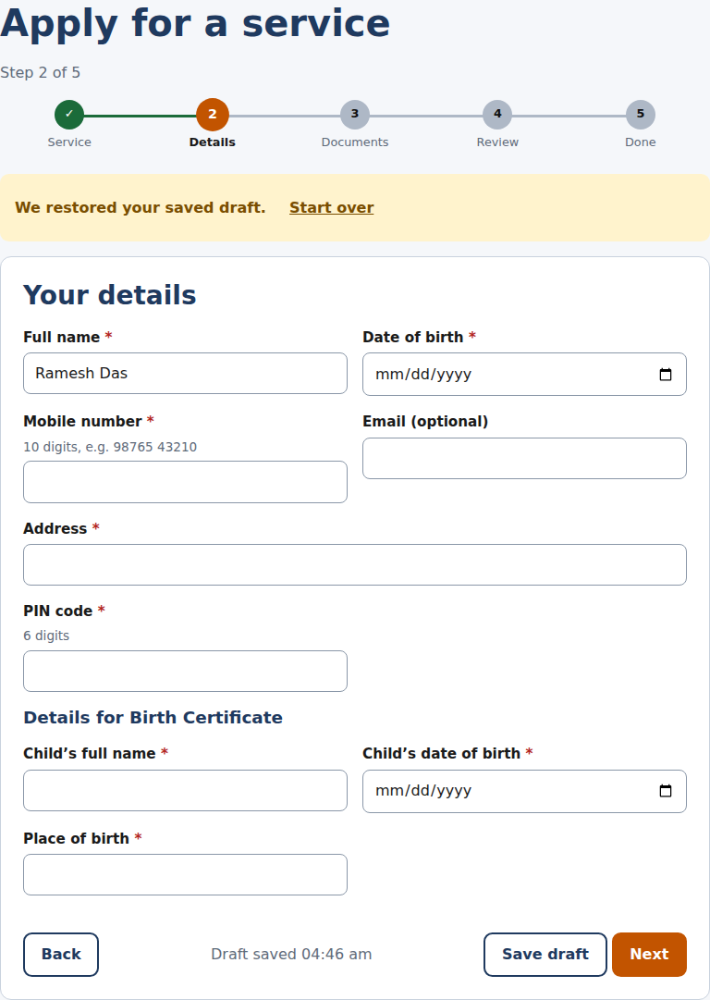 Apply for a service
Step 2 of 5
✓ 2 3 4 5
Service Details Documents Review Done
We restored your saved draft. Start over
Your details
Full name * Date of birth *
Ramesh Das mm/dd/yyyy
Mobile number * Email (optional)
10 digits, e.g. 98765 43210
Address *
PIN code *
6 digits
Details for Birth Certificate
Child’s full name * Child’s date of birth *
mm/dd/yyyy
Place of birth *
Back Draft saved 04:46 am Save draft Next